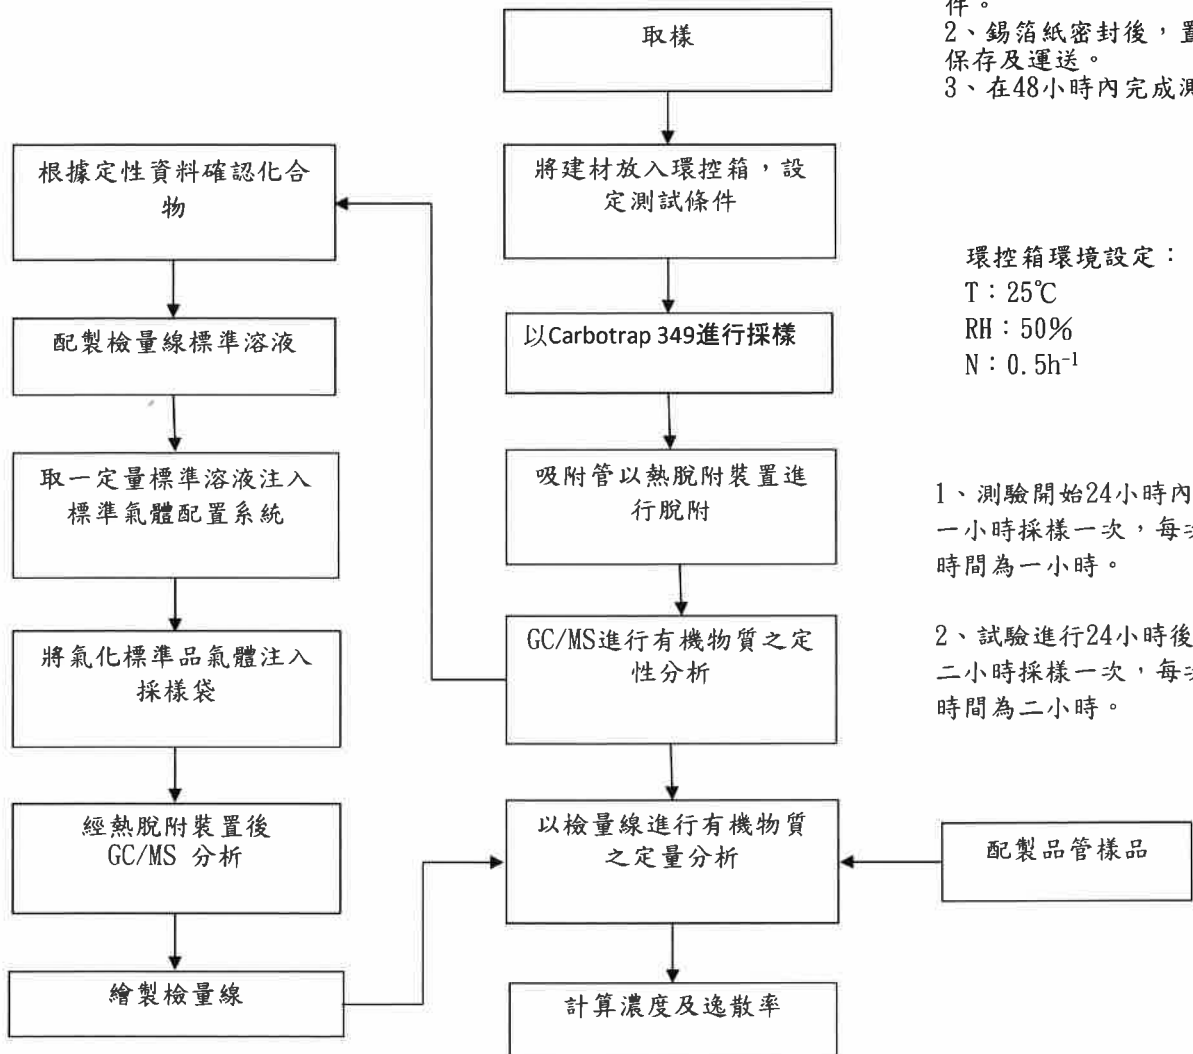 取樣
件。
2、錫箔紙密封後，置
保存及運送。
3、在48小時內完成測
將建材放入環控箱，設
定測試條件
環控箱環境設定：
T：25℃
RH：50%
N：0.5h⁻¹
以Carbotrap 349進行採樣
吸附管以熱脫附裝置進
行脫附
1、測驗開始24小時內
一小時採樣一次，每次
時間為一小時。
GC/MS進行有機物質之定
性分析
2、試驗進行24小時後
二小時採樣一次，每次
時間為二小時。
根據定性資料確認化合
物
配製檢量線標準溶液
取一定量標準溶液注入
標準氣體配置系統
將氣化標準品氣體注入
採樣袋
經熱脫附裝置後
GC/MS 分析
繪製檢量線
以檢量線進行有機物質
之定量分析
配製品管樣品
計算濃度及逸散率